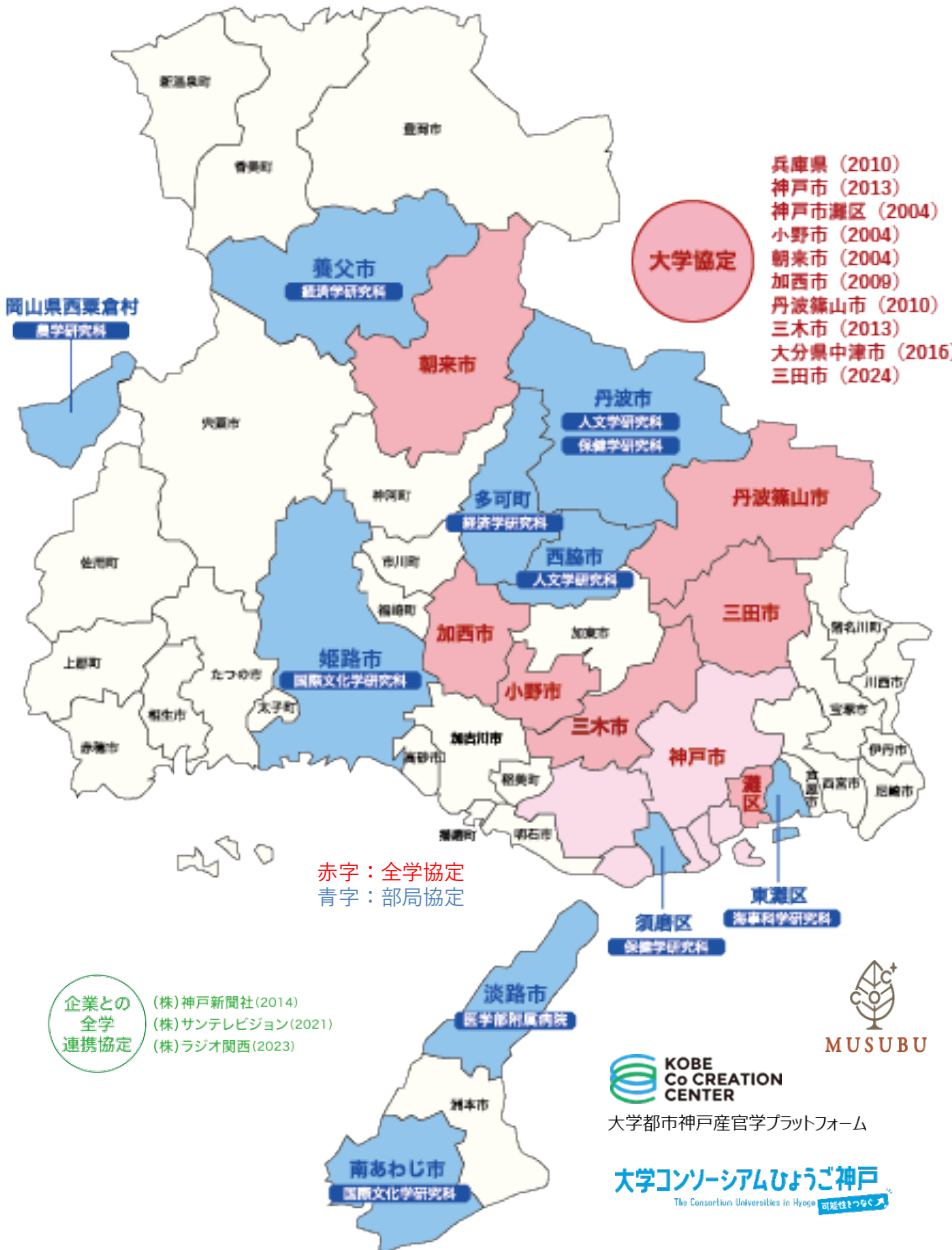 新温泉町
香美町
豊岡市
兵庫県（2010）
神戸市（2013）
神戸市灘区（2004）
小野市（2004）
朝来市（2004）
加西市（2009）
丹波篠山市（2010）
三木市（2013）
大分県中津市（2016）
三田市（2024）
大学協定
養父市
経済学研究科
岡山県西粟倉村
農学研究科
朝来市
宍粟市
丹波市
人文学研究科
保健学研究科
神河町
多可町
経済学研究科
丹波篠山市
佐用町
市川町
西脇市
人文学研究科
福崎町
加西市
加東市
三田市
猪名川町
上郡町
たつの市
姫路市
国際文化学研究科
川西市
相生市
太子町
小野市
三木市
宝塚市
赤穂市
加古川市
神戸市
伊丹市
高砂市
稲美町
灘区
芦屋市
西宮市
尼崎市
播磨町
明石市
赤字：全学協定
青字：部局協定
須磨区
保健学研究科
東灘区
海事科学研究科
淡路市
医学部附属病院
企業との
全学
連携協定
(株)神戸新聞社(2014)
(株)サンテレビジョン(2021)
(株)ラジオ関西(2023)
COC+
MUSUBU
KOBE
Co CREATION
CENTER
大学都市神戸産官学プラットフォーム
洲本市
南あわじ市
国際文化学研究科
大学コンソーシアムひょうご神戸
The Consortium Universities in Hyogo
可能性をつなぐ